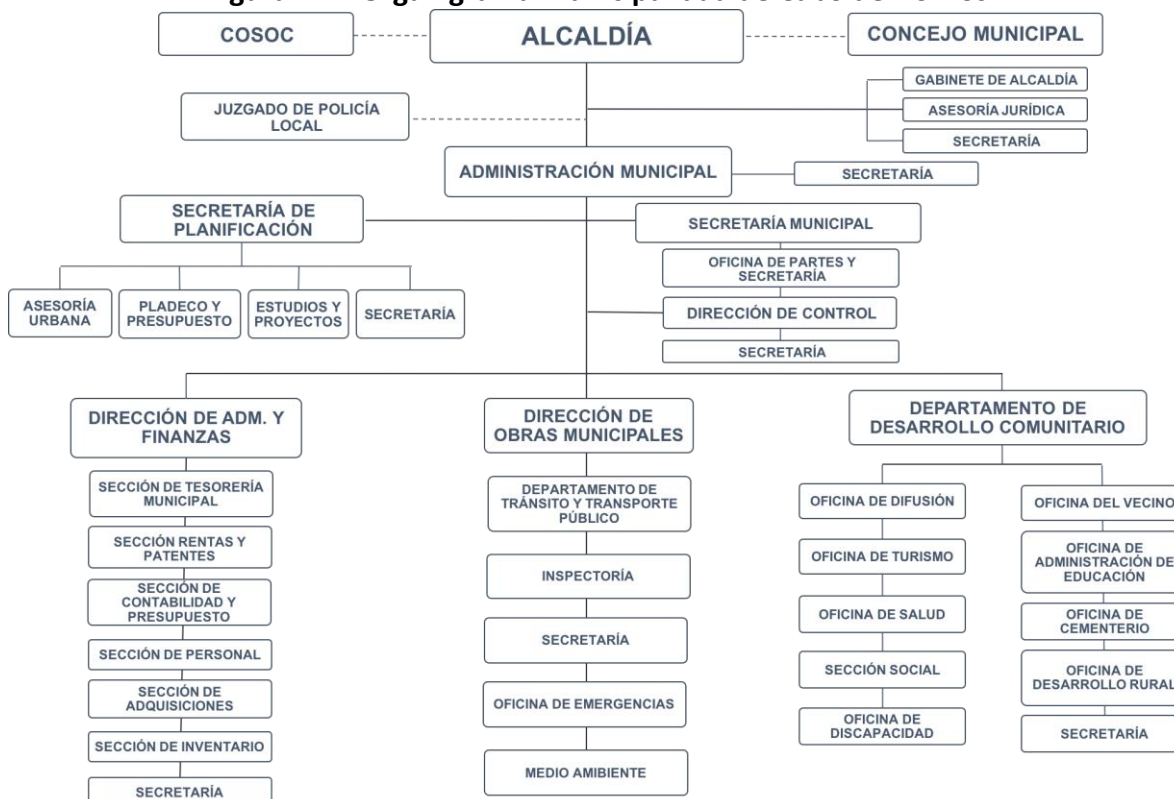 COSOC
ALCALDÍA
CONCEJO MUNICIPAL
GABINETE DE ALCALDÍA
JUZGADO DE POLICÍA
LOCAL
ASESORÍA JURÍDICA
SECRETARÍA
ADMINISTRACIÓN MUNICIPAL
SECRETARÍA
SECRETARÍA DE
PLANIFICACIÓN
SECRETARÍA MUNICIPAL
OFICINA DE PARTES Y
SECRETARÍA
ASESORÍA
URBANA
PLADECO Y
PRESUPUESTO
ESTUDIOS Y
PROYECTOS
SECRETARÍA
DIRECCIÓN DE CONTROL
SECRETARÍA
DIRECCIÓN DE ADM. Y
FINANZAS
SECCIÓN DE TESORERÍA
MUNICIPAL
SECCIÓN RENTAS Y
PATENTES
SECCIÓN DE
CONTABILIDAD Y
PRESUPUESTO
SECCIÓN DE PERSONAL
SECCIÓN DE
ADQUISICIONES
SECCIÓN DE INVENTARIO
SECRETARÍA
DIRECCIÓN DE
OBRAS MUNICIPALES
DEPARTAMENTO DE
TRÁNSITO Y TRANSPORTE
PÚBLICO
INSPECTORÍA
SECRETARÍA
OFICINA DE EMERGENCIAS
MEDIO AMIBIENTE
DEPARTAMENTO DE
DESARROLLO COMUNITARIO
OFICINA DE DIFUSIÓN
OFICINA DE TURISMO
OFICINA DE SALUD
SECCIÓN SOCIAL
OFICINA DE
DISCAPACIDAD
OFICINA DEL VECINO
OFICINA DE
ADMINISTRACIÓN DE
EDUCACIÓN
OFICINA DE
CEMENTERIO
OFICINA DE
DESARROLLO RURAL
SECRETARÍA